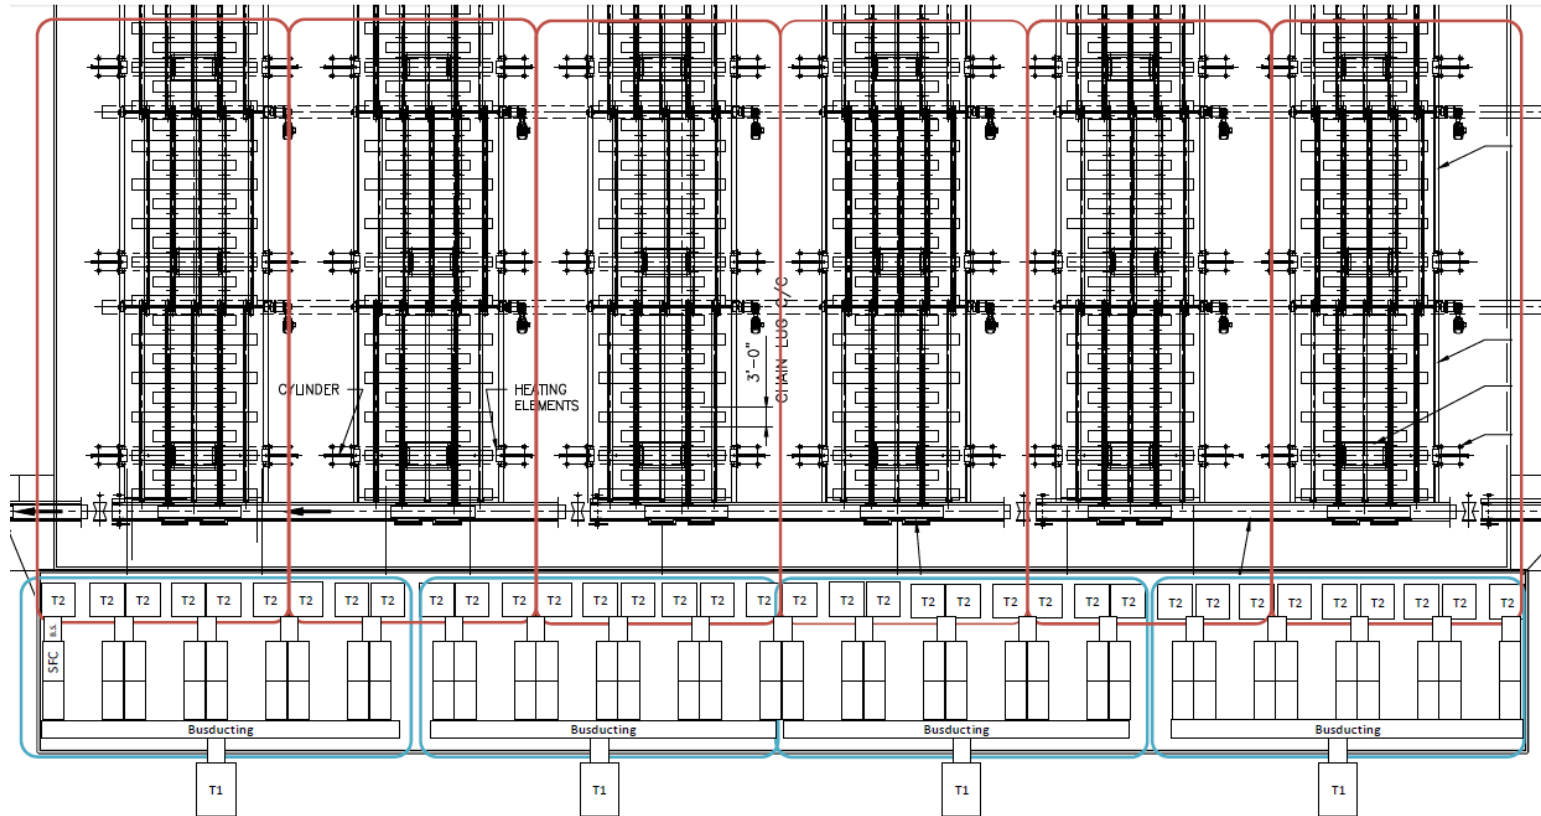 CHAIN LUG C/C
3'-0"
CYLINDER
HEATING
ELEMENTS
T2 T2 T2 T2 T2 T2 T2 T2 T2 T2 T2 T2 T2 T2 T2 T2 T2 T2 T2 T2 T2 T2 T2 T2 T2 T2 T2 T2 T2 T2 T2 T2 T2 T2 T2 T2
B.S.
SFC
Busducting Busducting Busducting Busducting
T1 T1 T1 T1